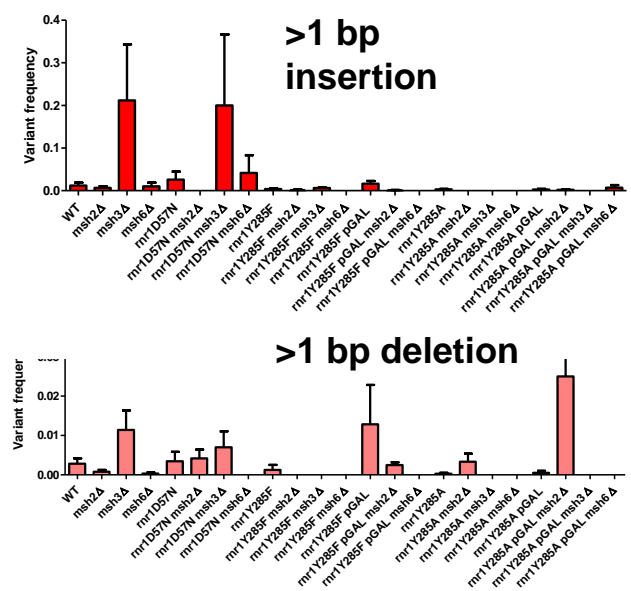 >1 bp
insertion
Variant frequency
0.4
0.3
0.2
0.1
0.0
WT
msh2Δ
msh3Δ
msh6Δ
rnr1D57N
rnr1D57N msh2Δ
rnr1D57N msh3Δ
rnr1D57N msh6Δ
rnr1Y285F
rnr1Y285F msh2Δ
rnr1Y285F msh3Δ
rnr1Y285F msh6Δ
rnr1Y285F pGAL
rnr1Y285F pGAL msh2Δ
rnr1Y285F pGAL msh6Δ
rnr1Y285A
rnr1Y285A msh2Δ
rnr1Y285A msh3Δ
rnr1Y285A msh6Δ
rnr1Y285A pGAL
rnr1Y285A pGAL msh2Δ
rnr1Y285A pGAL msh3Δ
rnr1Y285A pGAL msh6Δ
>1 bp deletion
Variant
0.02
0.01
0.00
WT
msh2Δ
msh3Δ
msh6Δ
rnr1D57N
rnr1D57N msh2Δ
rnr1D57N msh3Δ
rnr1D57N msh6Δ
rnr1Y285F
rnr1Y285F msh2Δ
rnr1Y285F msh3Δ
rnr1Y285F msh6Δ
rnr1Y285F pGAL
rnr1Y285F pGAL msh2Δ
rnr1Y285F pGAL msh6Δ
rnr1Y285A
rnr1Y285A msh2Δ
rnr1Y285A msh3Δ
rnr1Y285A msh6Δ
rnr1Y285A pGAL
rnr1Y285A pGAL msh2Δ
rnr1Y285A pGAL msh3Δ
rnr1Y285A pGAL msh6Δ